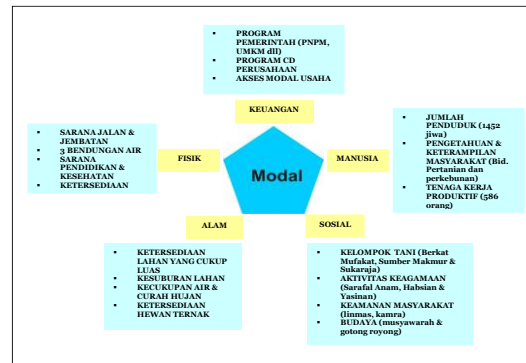 ▪ PROGRAM
PEMERINTAH (PNPM,
UMKM dll)
▪ PROGRAM CD
PERUSAHAAN
▪ AKSES MODAL USAHA
KEUANGAN
▪ SARANA JALAN &
JEMBATAN
▪ 3 BENDUNGAN AIR
▪ SARANA
PENDIDIKAN &
KESEHATAN
▪ KETERSEDIAAN
FISIK
Modal
MANUSIA
▪ JUMLAH
PENDUDUK (1452
jiwa)
▪ PENGETAHUAN &
KETERAMPILAN
MASYARAKAT (Bid.
Pertanian dan
perkebunan)
▪ TENAGA KERJA
PRODUKTIF (586
orang)
ALAM
▪ KETERSEDIAAN
LAHAN YANG CUKUP
LUAS
▪ KESUBURAN LAHAN
▪ KECUKUPAN AIR &
CURAH HUJAN
▪ KETERSEDIAAN
HEWAN TERNAK
SOSIAL
▪ KELOMPOK TANI (Berkat
Mufakat, Sumber Makmur &
Sukaraja)
▪ AKTIVITAS KEAGAMAAN
(Sarafal Anam, Habsian &
Yasinan)
▪ KEAMANAN MASYARAKAT
(linmas, kamra)
▪ BUDAYA (musyawarah &
gotong royong)